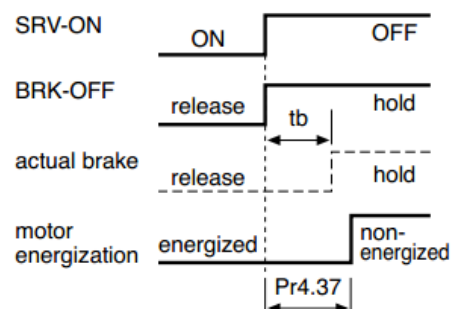 SRV-ON
ON
OFF
BRK-OFF
release
hold
tb
actual brake
release
hold
motor
energization
energized
non-
energized
Pr4.37